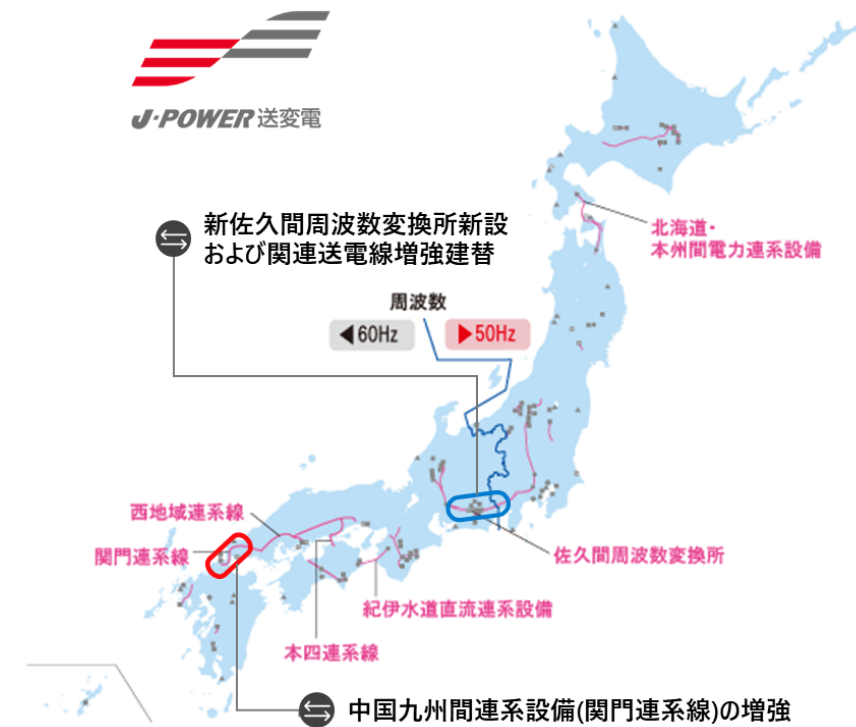 J-POWER送変電
新佐久間周波数変換所新設
および関連送電線増強建替
北海道・
本州間電力連系設備
周波数
◀60Hz ▶50Hz
西地域連系線
関門連系線
佐久間周波数変換所
紀伊水道直流連系設備
本四連系線
中国九州間連系設備(関門連系線)の増強